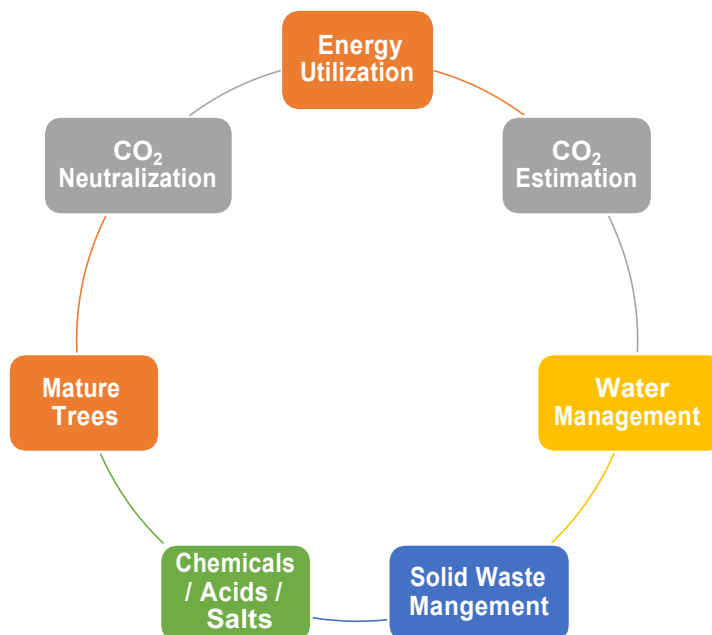 Energy
Utilization
CO₂
Neutralization
CO₂
Estimation
Mature
Trees
Water
Management
Chemicals
/ Acids /
Salts
Solid Waste
Mangement